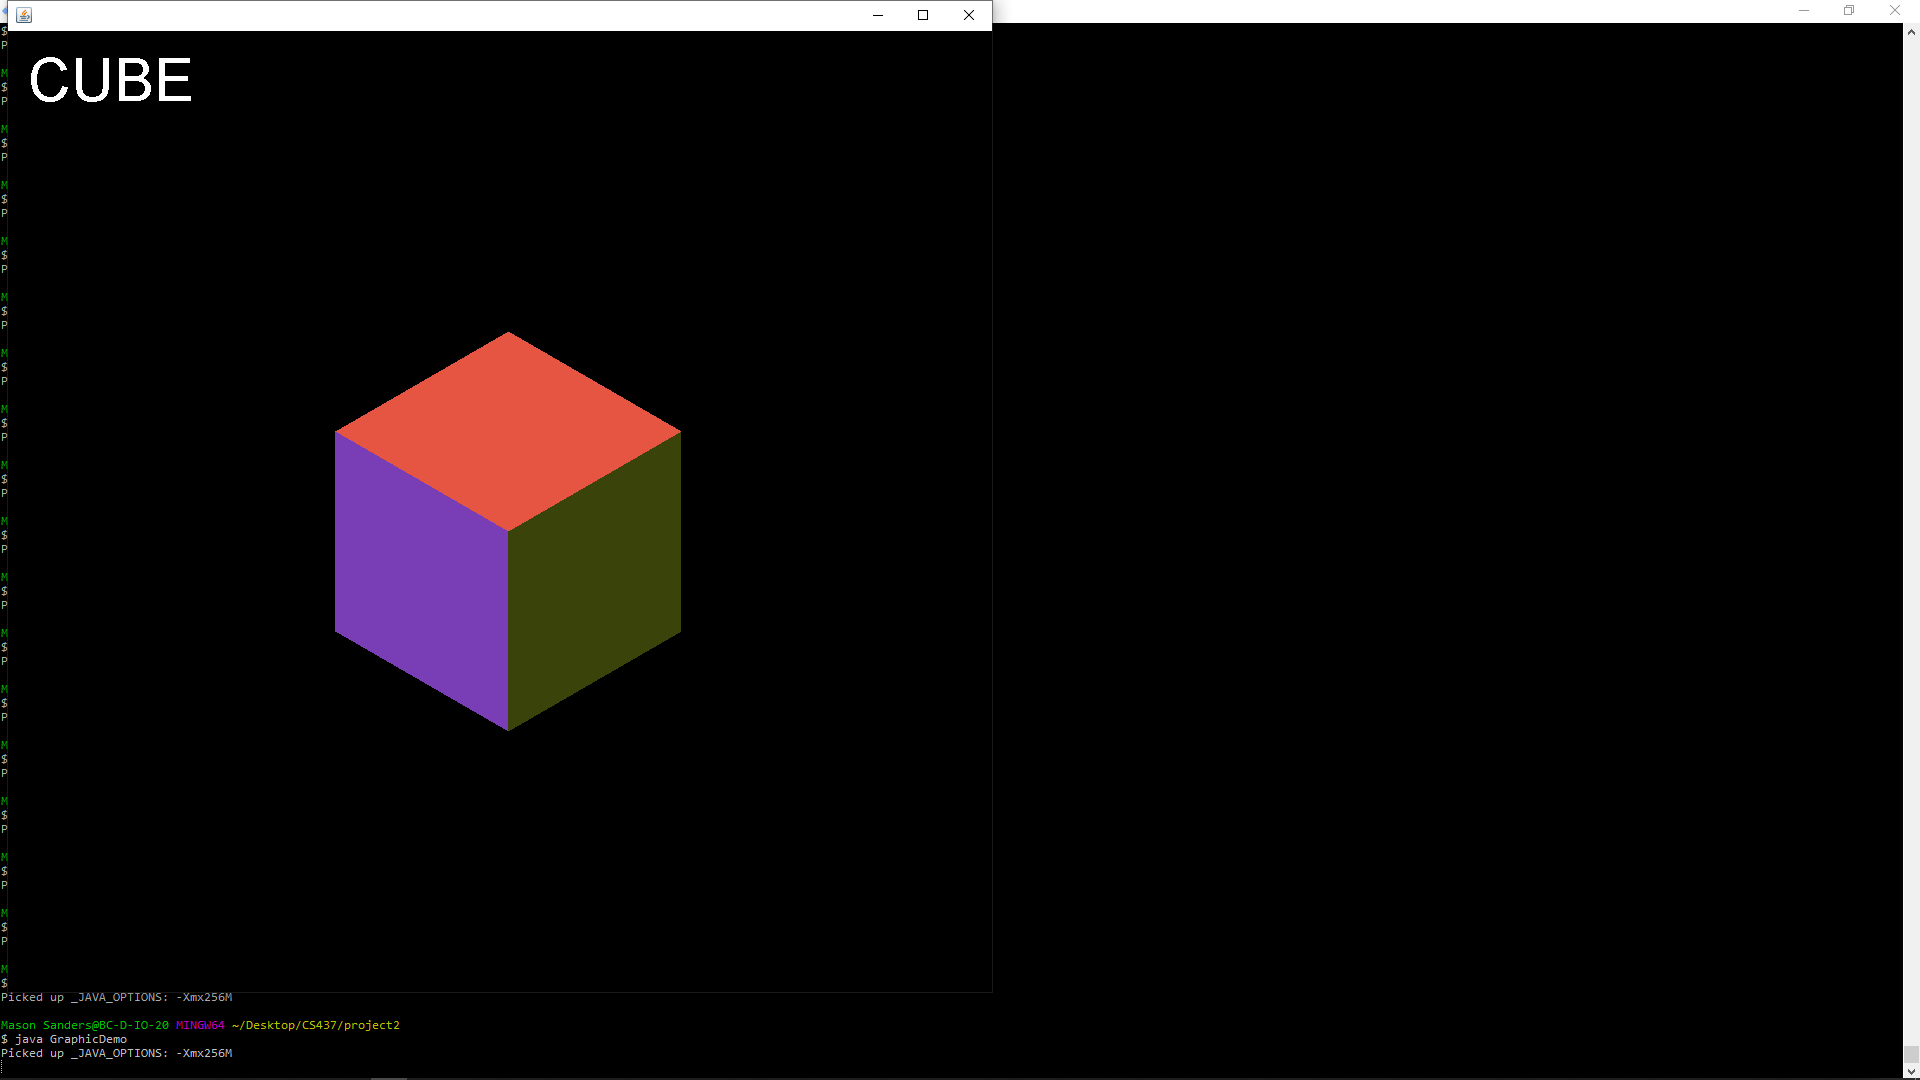 CUBE
Picked up _JAVA_OPTIONS: -Xmx256M
Mason Sanders@BC-D-IO-20 MINGW64 ~/Desktop/CS437/project2
$ java GraphicDemo
Picked up _JAVA_OPTIONS: -Xmx256M